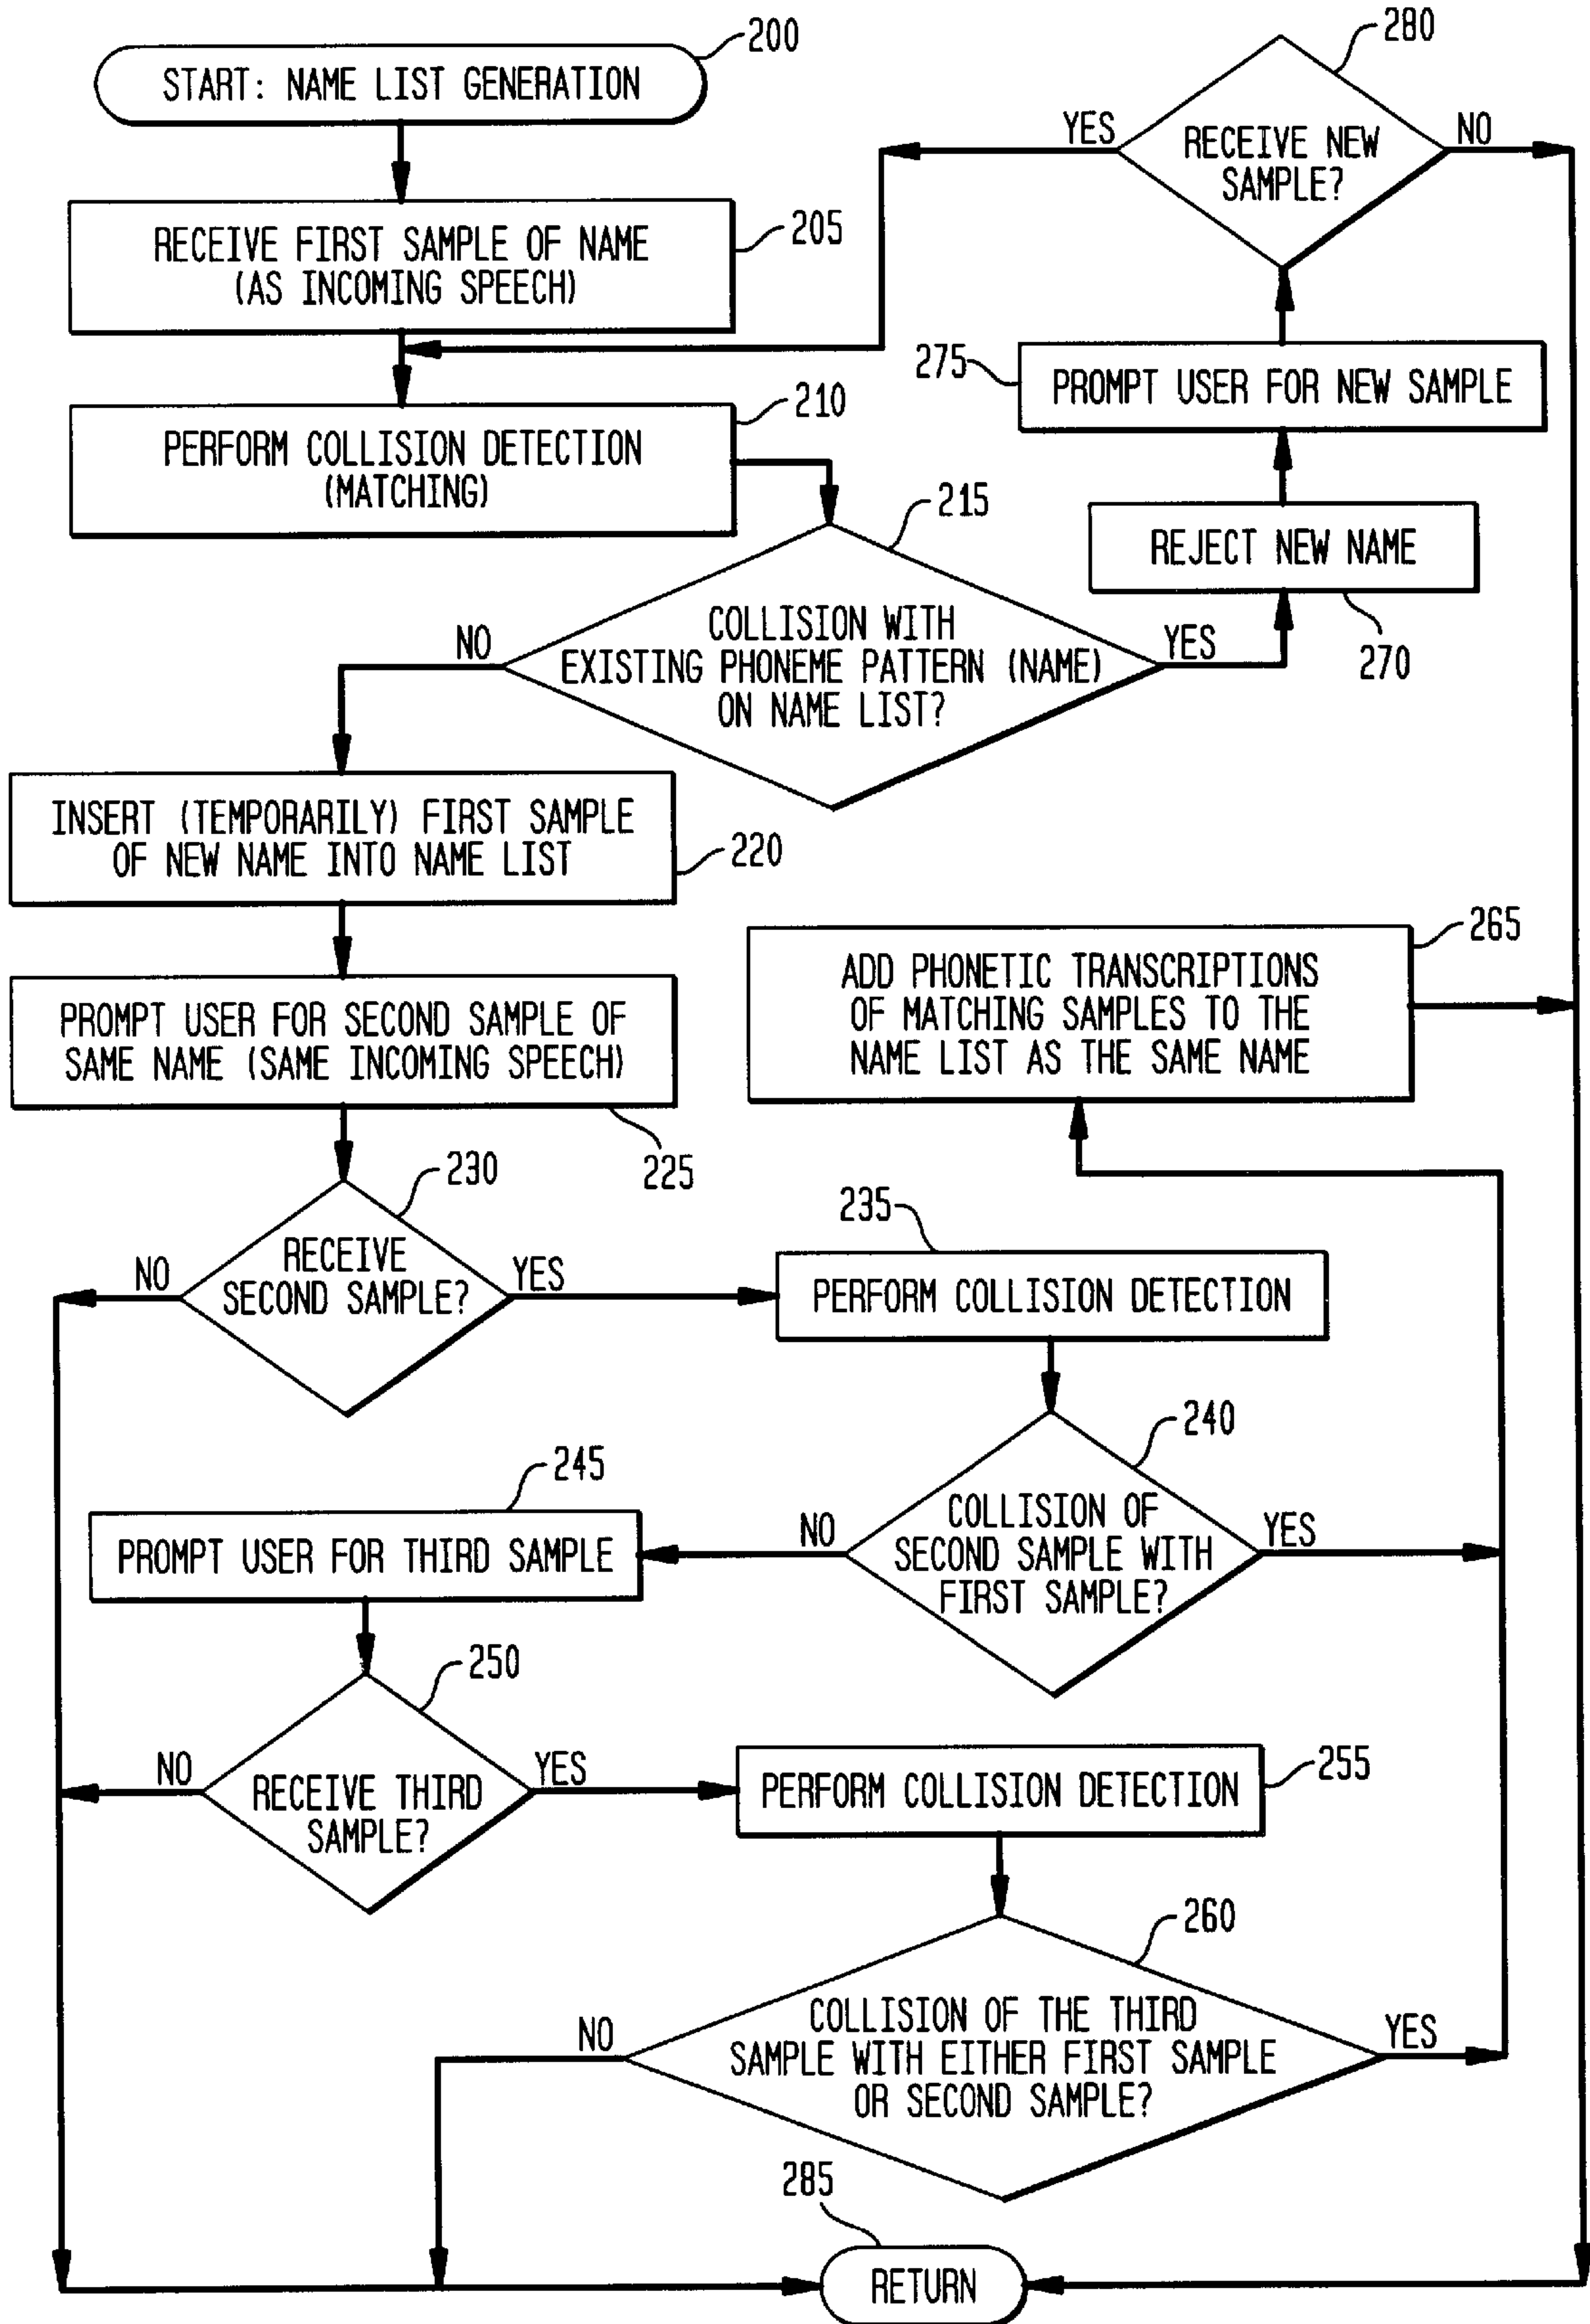 200
START: NAME LIST GENERATION
RECEIVE FIRST SAMPLE OF NAME
(AS INCOMING SPEECH)
205
280
YES
RECEIVE NEW
SAMPLE?
NO
275
PROMPT USER FOR NEW SAMPLE
210
PERFORM COLLISION DETECTION
(MATCHING)
215
REJECT NEW NAME
270
NO
COLLISION WITH
EXISTING PHONEME PATTERN (NAME)
ON NAME LIST?
YES
INSERT (TEMPORARILY) FIRST SAMPLE
OF NEW NAME INTO NAME LIST
220
265
ADD PHONETIC TRANSCRIPTIONS
OF MATCHING SAMPLES TO THE
NAME LIST AS THE SAME NAME
PROMPT USER FOR SECOND SAMPLE OF
SAME NAME (SAME INCOMING SPEECH)
225
230
NO
RECEIVE
SECOND SAMPLE?
YES
235
PERFORM COLLISION DETECTION
240
NO
COLLISION OF
SECOND SAMPLE WITH
FIRST SAMPLE?
YES
245
PROMPT USER FOR THIRD SAMPLE
250
NO
RECEIVE THIRD
SAMPLE?
YES
PERFORM COLLISION DETECTION
255
260
NO
COLLISION OF THE THIRD
SAMPLE WITH EITHER FIRST SAMPLE
OR SECOND SAMPLE?
YES
285
RETURN